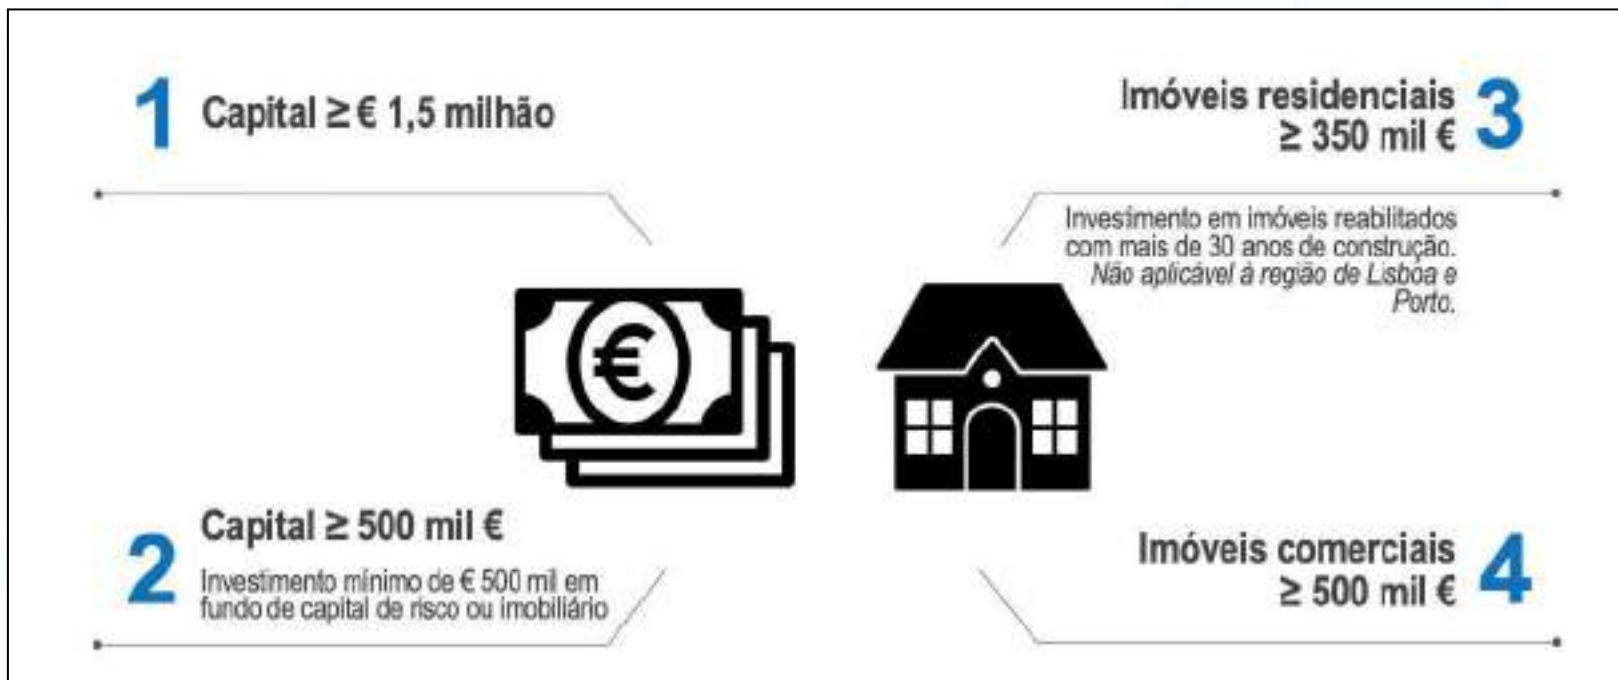 1
Capital ≥ € 1,5 milhão
2
Capital ≥ 500 mil €
Investimento mínimo de € 500 mil em
fundo de capital de risco ou imobiliário
Imóveis residenciais
≥ 350 mil €
3
Investimento em imóveis reabilitados
com mais de 30 anos de construção.
Não aplicável à região de Lisboa e
Porto.
Imóveis comerciais
≥ 500 mil €
4
€